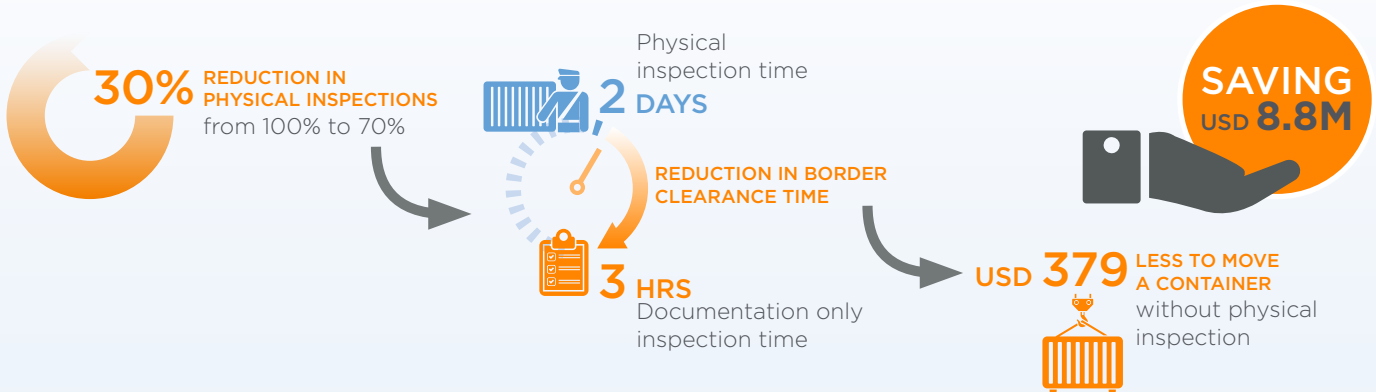 30%
REDUCTION IN
PHYSICAL INSPECTIONS
from 100% to 70%
Physical
inspection time
2 DAYS
REDUCTION IN BORDER
CLEARANCE TIME
3 HRS
Documentation only
inspection time
SAVING
USD 8.8M
USD 379
LESS TO MOVE
A CONTAINER
without physical
inspection